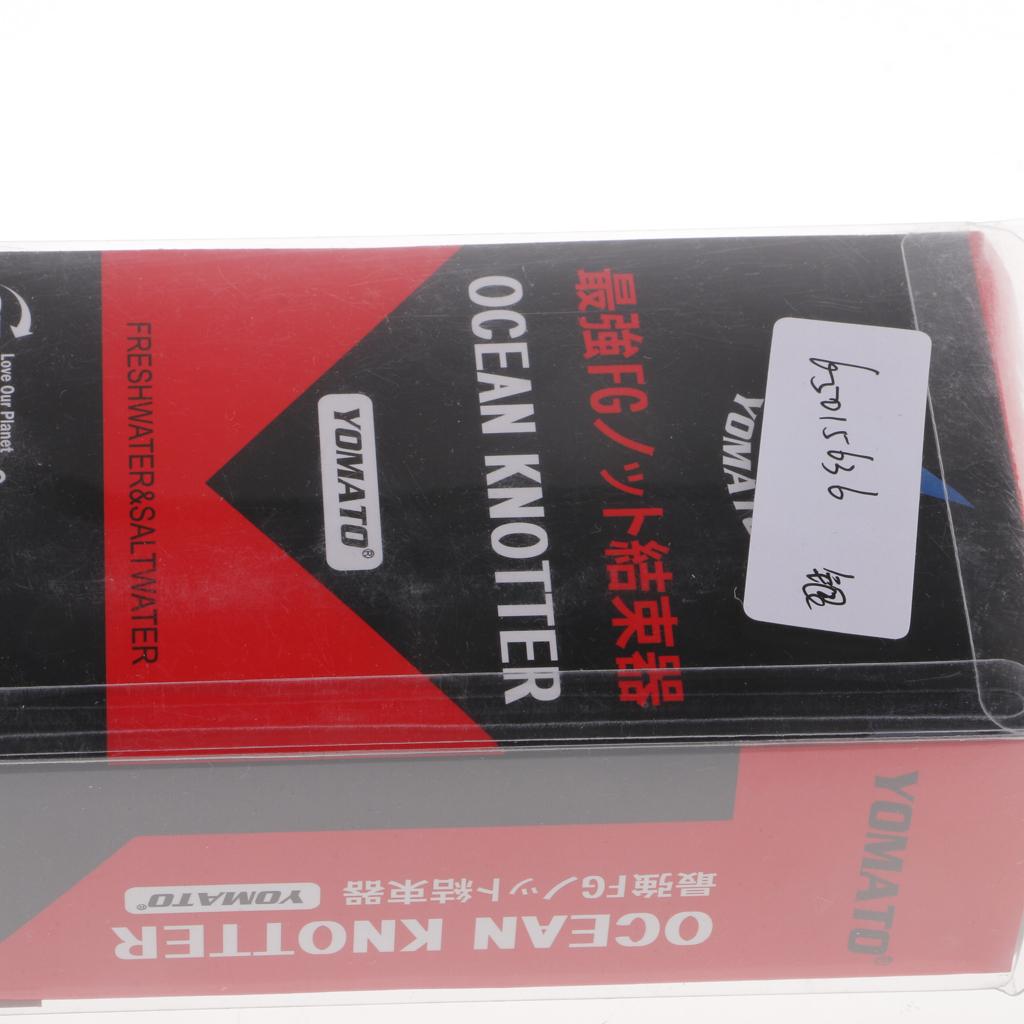 YOMATO
最強FGノット結束器
OCEAN KNOTTER
YOMATO®
FRESHWATER&SALTWATER
Love Our Planet
YOMATO®
最強FGノット結束器
YOMATO®
OCEAN KNOTTER